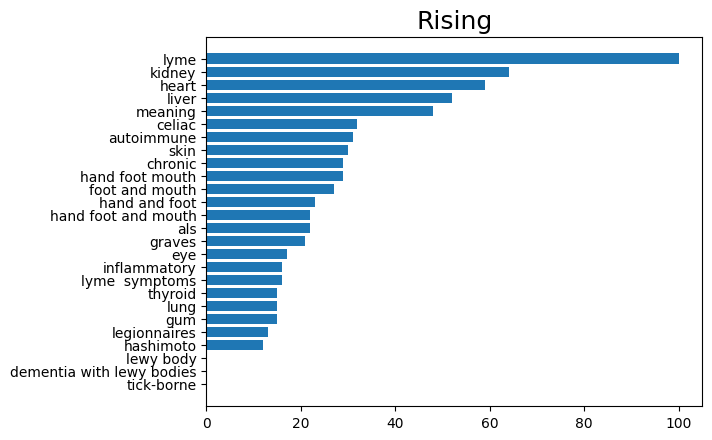 Rising
lyme
kidney
heart
liver
meaning
celiac
autoimmune
skin
chronic
hand foot mouth
foot and mouth
hand and foot
hand foot and mouth
als
graves
eye
inflammatory
lyme  symptoms
thyroid
lung
gum
legionnaires
hashimoto
lewy body
dementia with lewy bodies
tick-borne
0 20 40 60 80 100